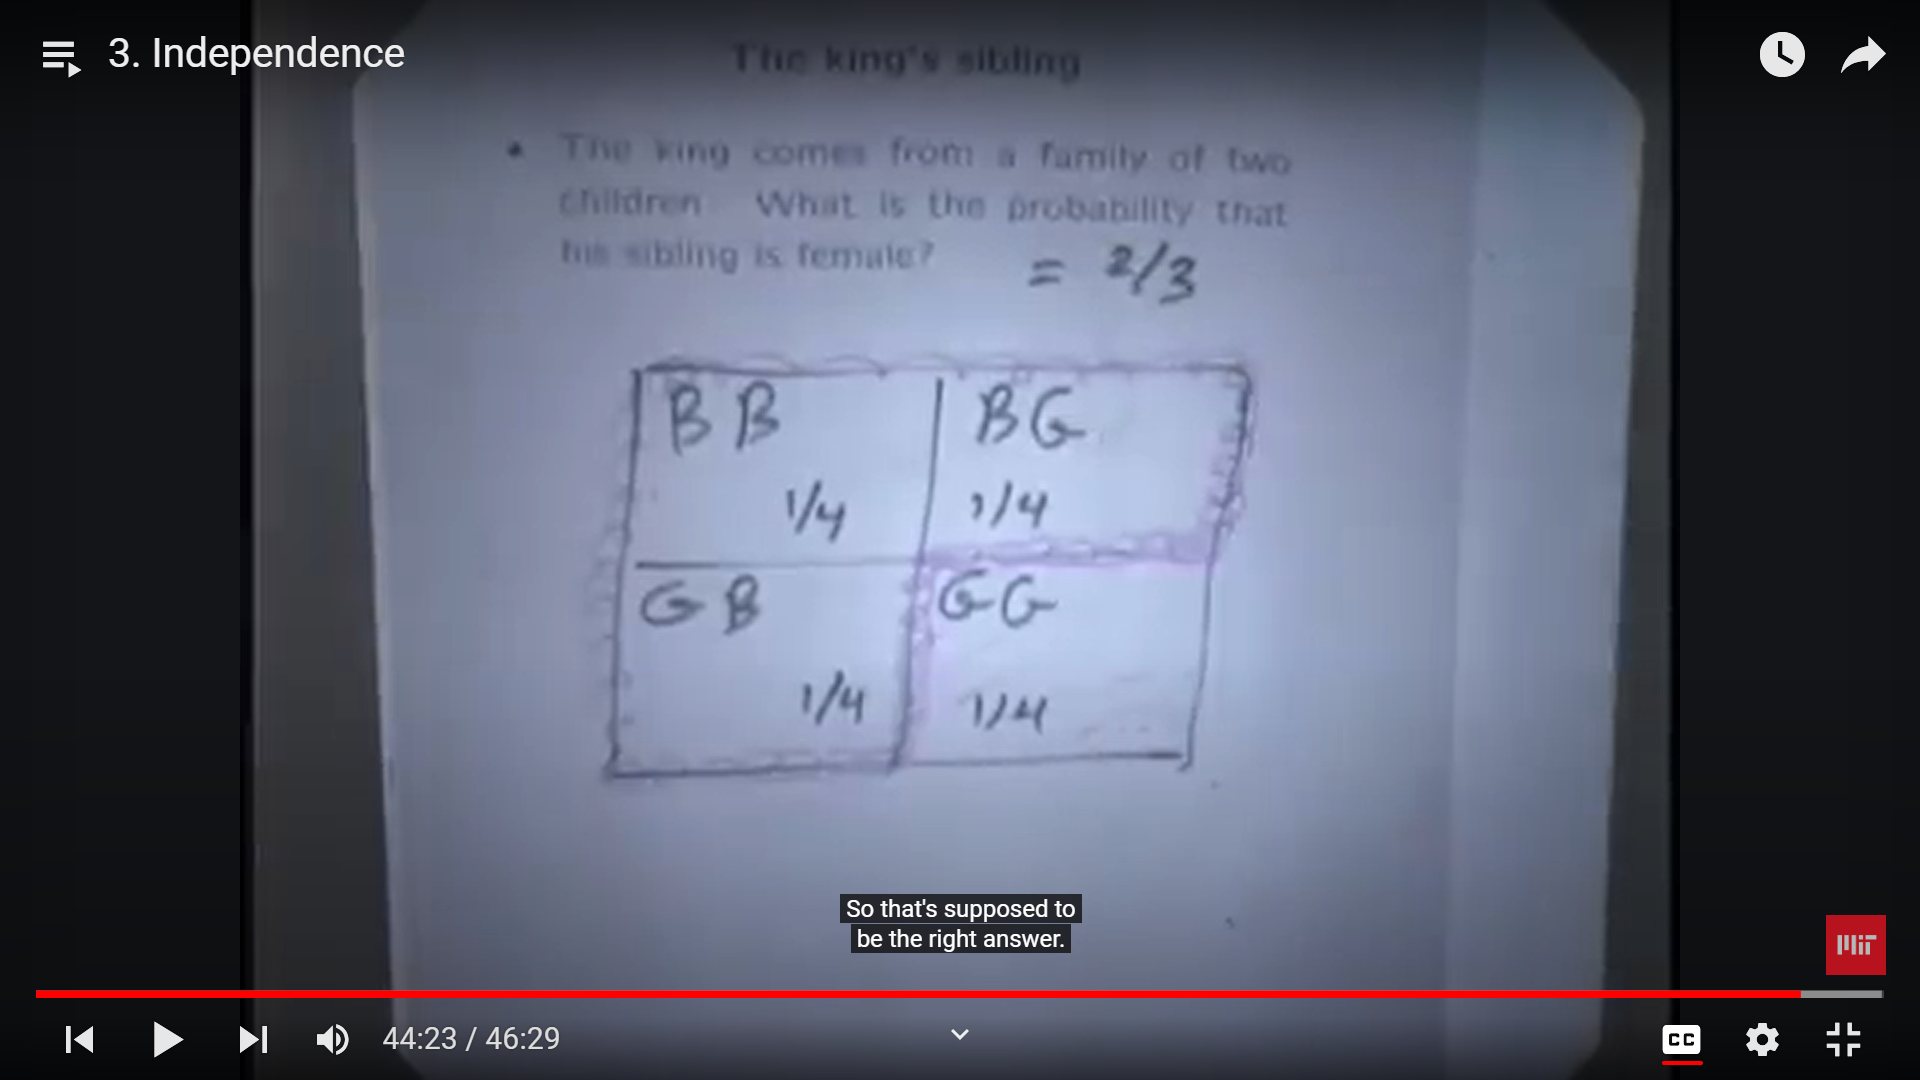 3. Independence
The king's sibling
• The king comes from a family of two
children. What is the probability that
his sibling is female? = 2/3
BB BG
1/4 1/4
GB GG
1/4 1/4
So that's supposed to
be the right answer.
MIT
44:23 / 46:29
CC